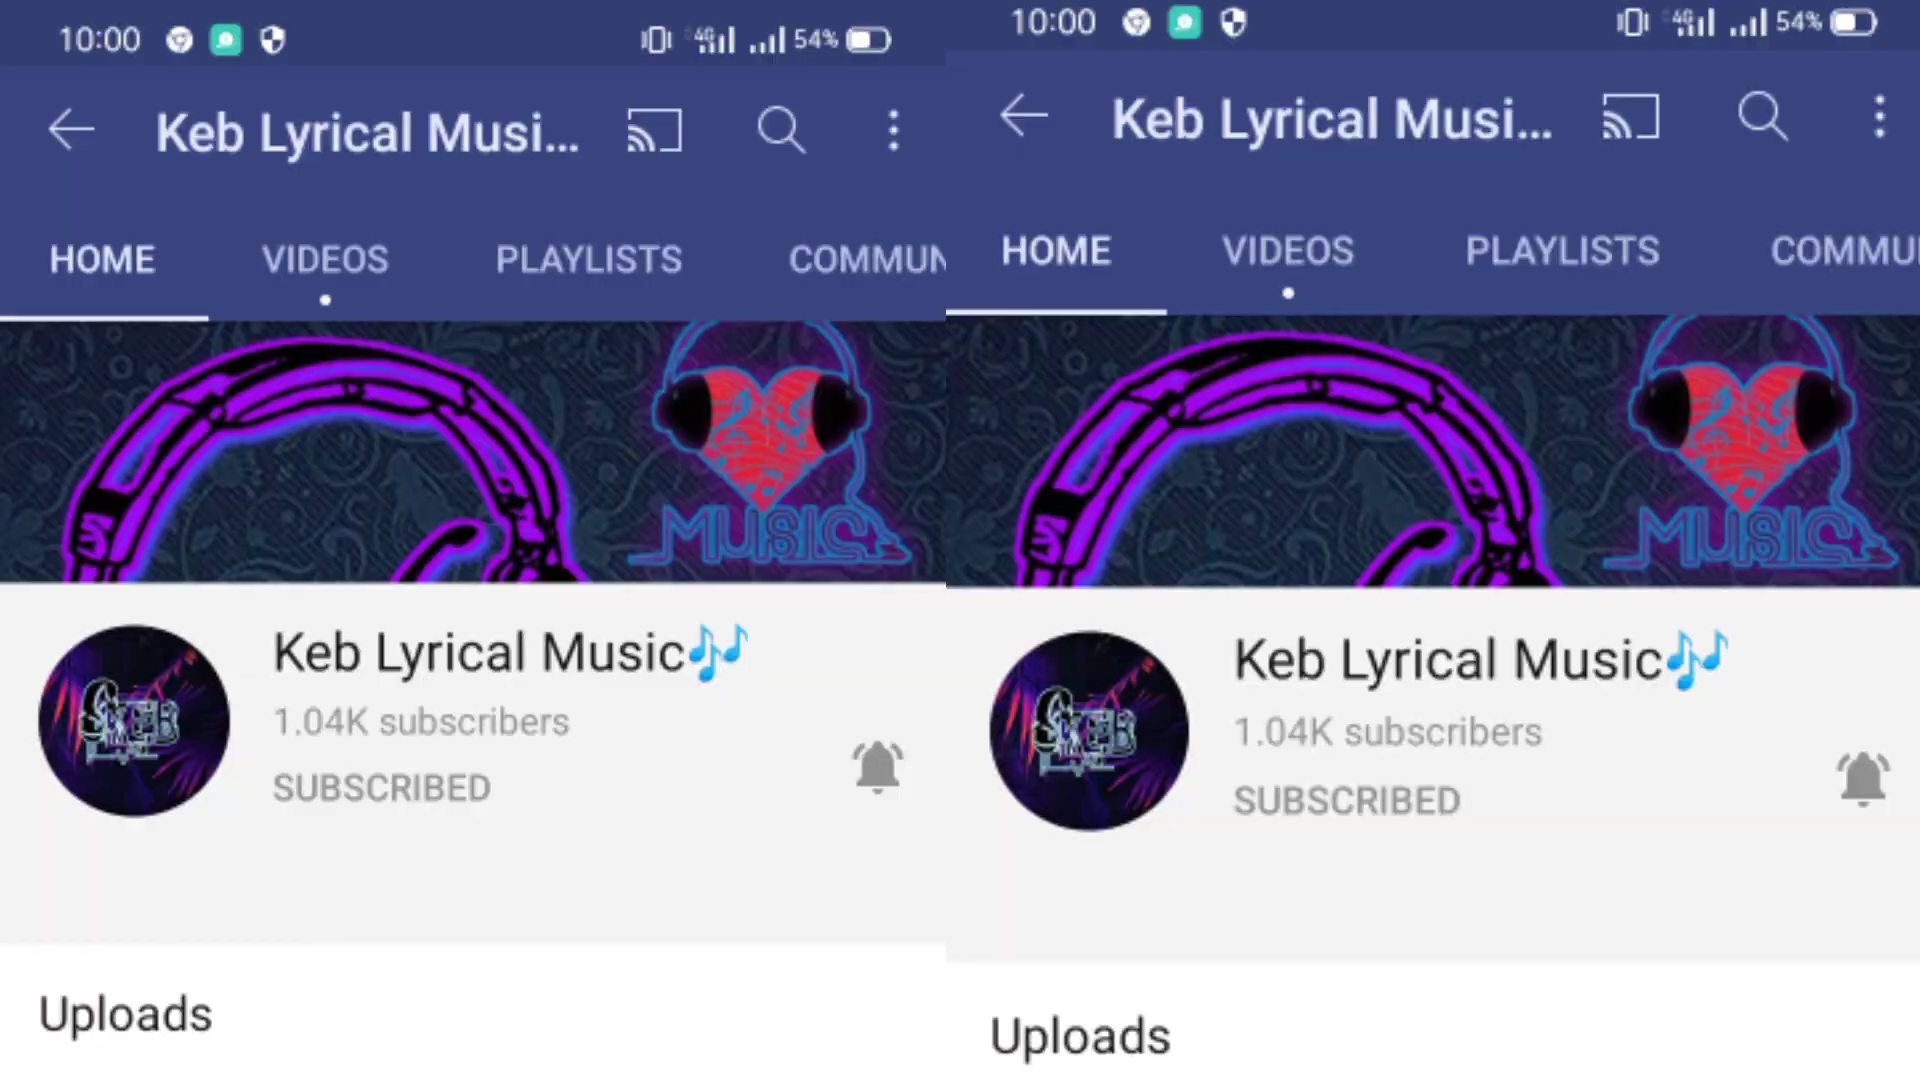 10:00 4G 54%
Keb Lyrical Musi...
HOME VIDEOS PLAYLISTS COMMUN
MUSIC
Keb Lyrical Music🎶
1.04K subscribers
SUBSCRIBED
Uploads
10:00 4G 54%
Keb Lyrical Musi...
HOME VIDEOS PLAYLISTS COMMU
MUSIC
Keb Lyrical Music🎶
1.04K subscribers
SUBSCRIBED
Uploads